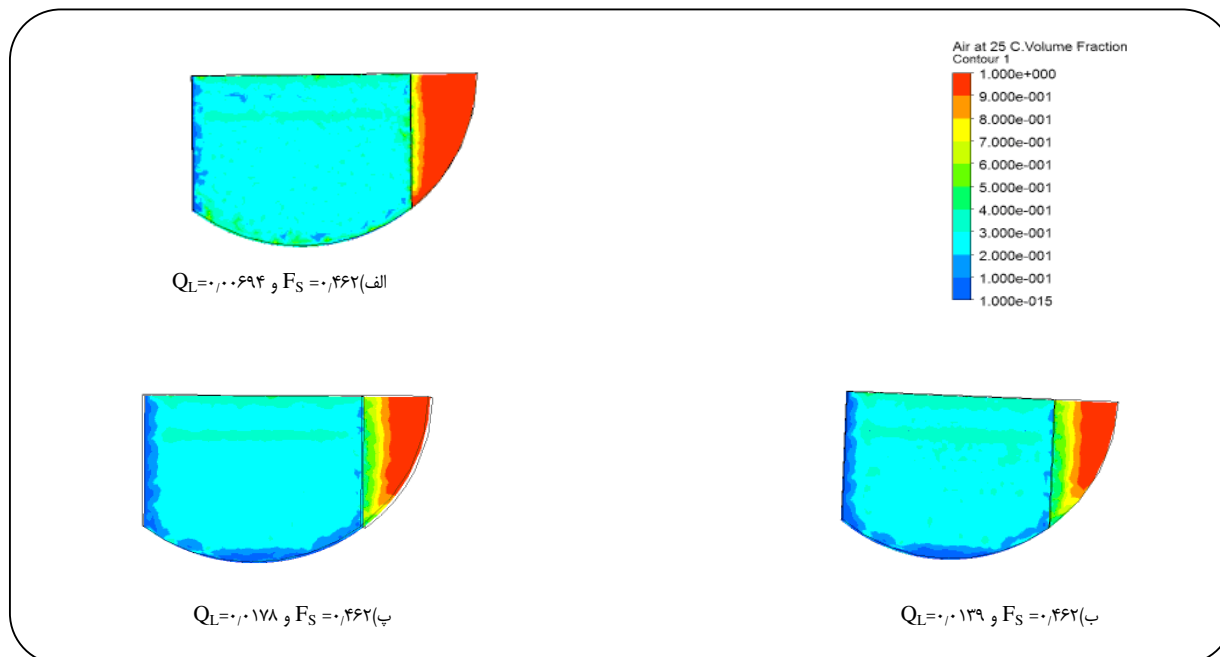 Air at 25 C.Volume Fraction
Contour 1
1.000e+000
9.000e-001
8.000e-001
7.000e-001
6.000e-001
5.000e-001
4.000e-001
3.000e-001
2.000e-001
1.000e-001
1.000e-015
الف)F_S =۰٫۴۶۲ و Q_L=۰٫۰۰۶۹۴
ب)F_S =۰٫۴۶۲ و Q_L=۰٫۰۱۳۹
پ)F_S =۰٫۴۶۲ و Q_L=۰٫۰۱۷۸